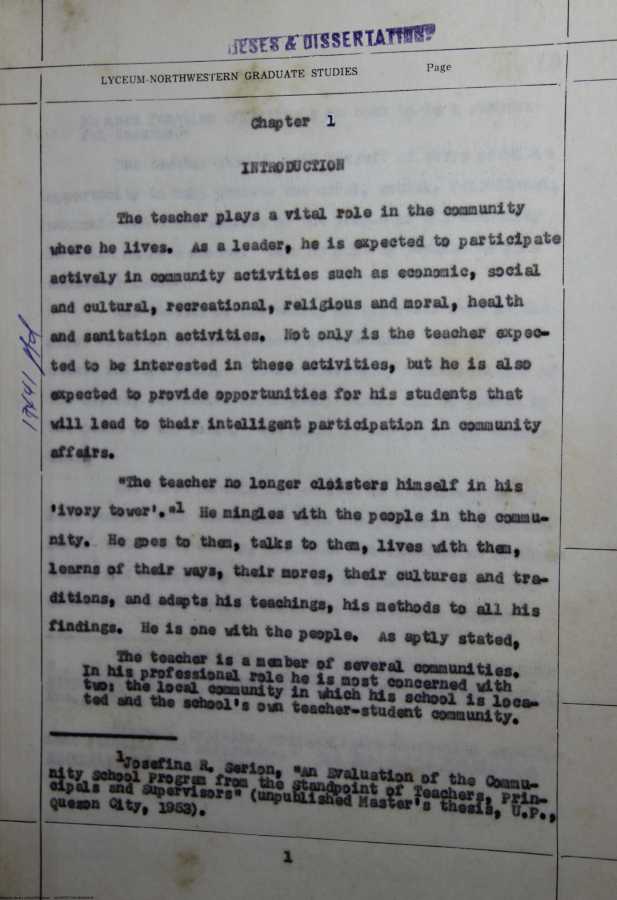 THESES & DISSERTATION
LYCEUM-NORTHWESTERN GRADUATE STUDIES Page
Chapter 1
INTRODUCTION
The teacher plays a vital role in the community
where he lives. As a leader, he is expected to participate
actively in community activities such as economic, social
and cultural, recreational, religious and moral, health
and sanitation activities. Not only is the teacher expec-
ted to be interested in these activities, but he is also
expected to provide opportunities for his students that
will lead to their intelligent participation in community
affairs.
"The teacher no longer cloisters himself in his
'ivory tower'."1 He mingles with the people in the commu-
nity. He goes to them, talks to them, lives with them,
learns of their ways, their mores, their cultures and tra-
ditions, and adapts his teachings, his methods to all his
findings. He is one with the people. As aptly stated,
The teacher is a member of several communities.
In his professional role he is most concerned with
two: the local community in which his school is loca-
ted and the school's own teacher-student community.
1Josefina R. Serion, "An Evaluation of the Commu-
nity School Program from the Standpoint of Teachers, Prin-
cipals and Supervisors" (unpublished Master's thesis, U.P.,
Quezon City, 1953).
1